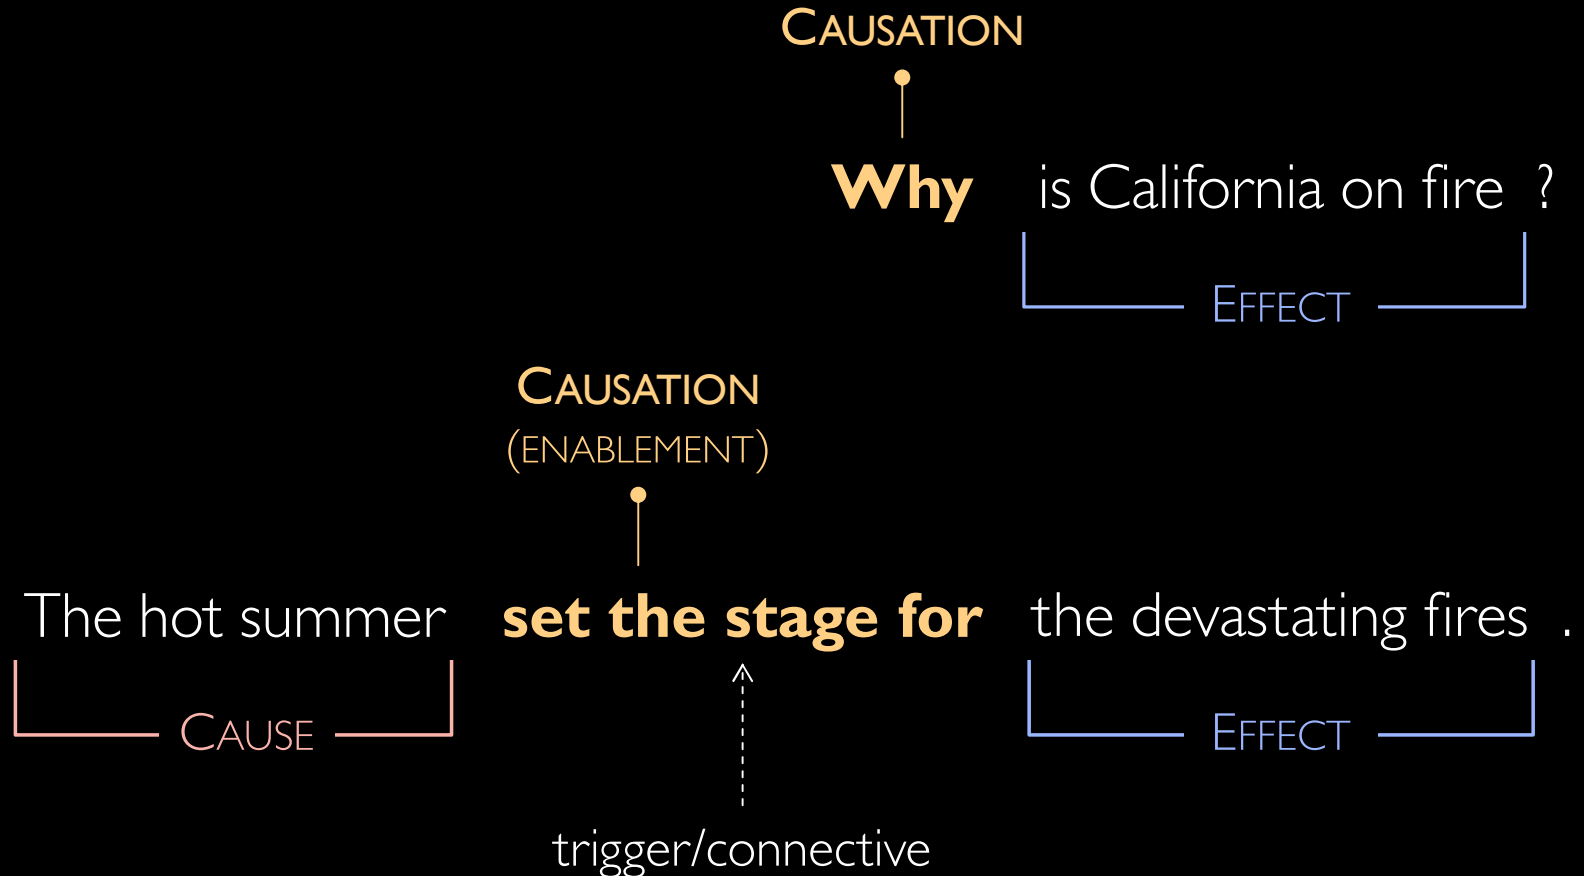 CAUSATION
Why is California on fire ?
EFFECT
CAUSATION
(ENABLEMENT)
The hot summer set the stage for the devastating fires .
CAUSE EFFECT
trigger/connective